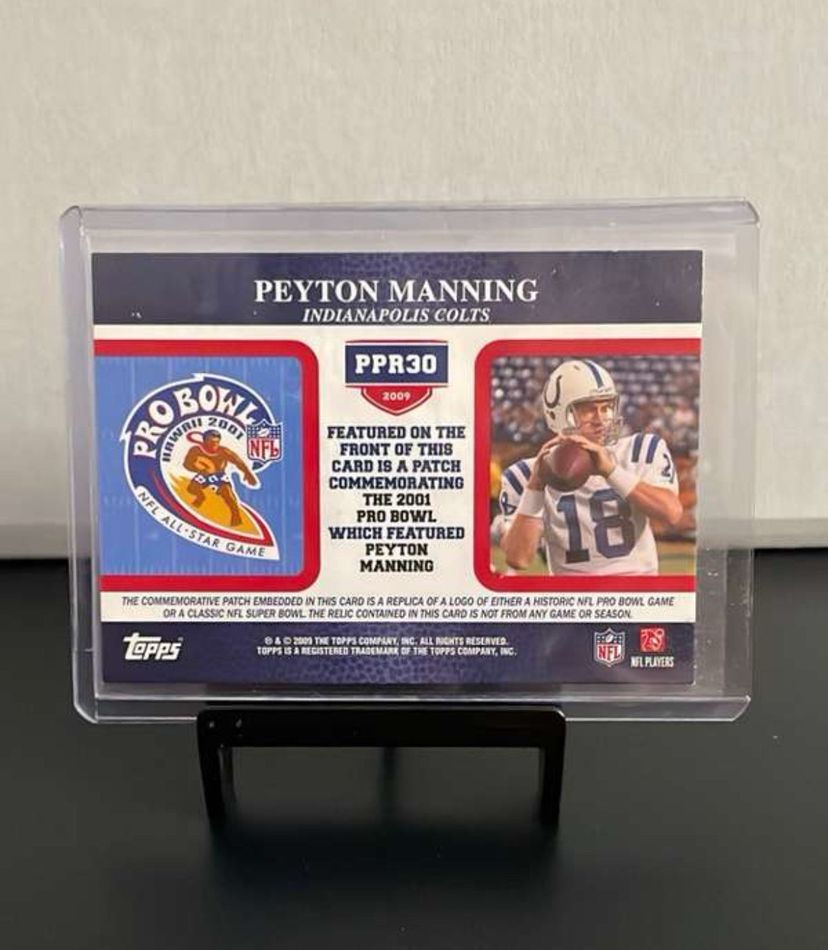 PEYTON MANNING
INDIANAPOLIS COLTS
PRO BOWL
HAWAII 2001
NFL
NFL ALL-STAR GAME
PPR30
2009
FEATURED ON THE
FRONT OF THIS
CARD IS A PATCH
COMMEMORATING
THE 2001
PRO BOWL
WHICH FEATURED
PEYTON
MANNING
18
18
2
THE COMMEMORATIVE PATCH EMBEDDED IN THIS CARD IS A REPLICA OF A LOGO OF EITHER A HISTORIC NFL PRO BOWL GAME
OR A CLASSIC NFL SUPER BOWL. THE RELIC CONTAINED IN THIS CARD IS NOT FROM ANY GAME OR SEASON.
Topps
® & © 2009 THE TOPPS COMPANY, INC. ALL RIGHTS RESERVED.
TOPPS IS A REGISTERED TRADEMARK OF THE TOPPS COMPANY, INC.
NFL
NFL PLAYERS